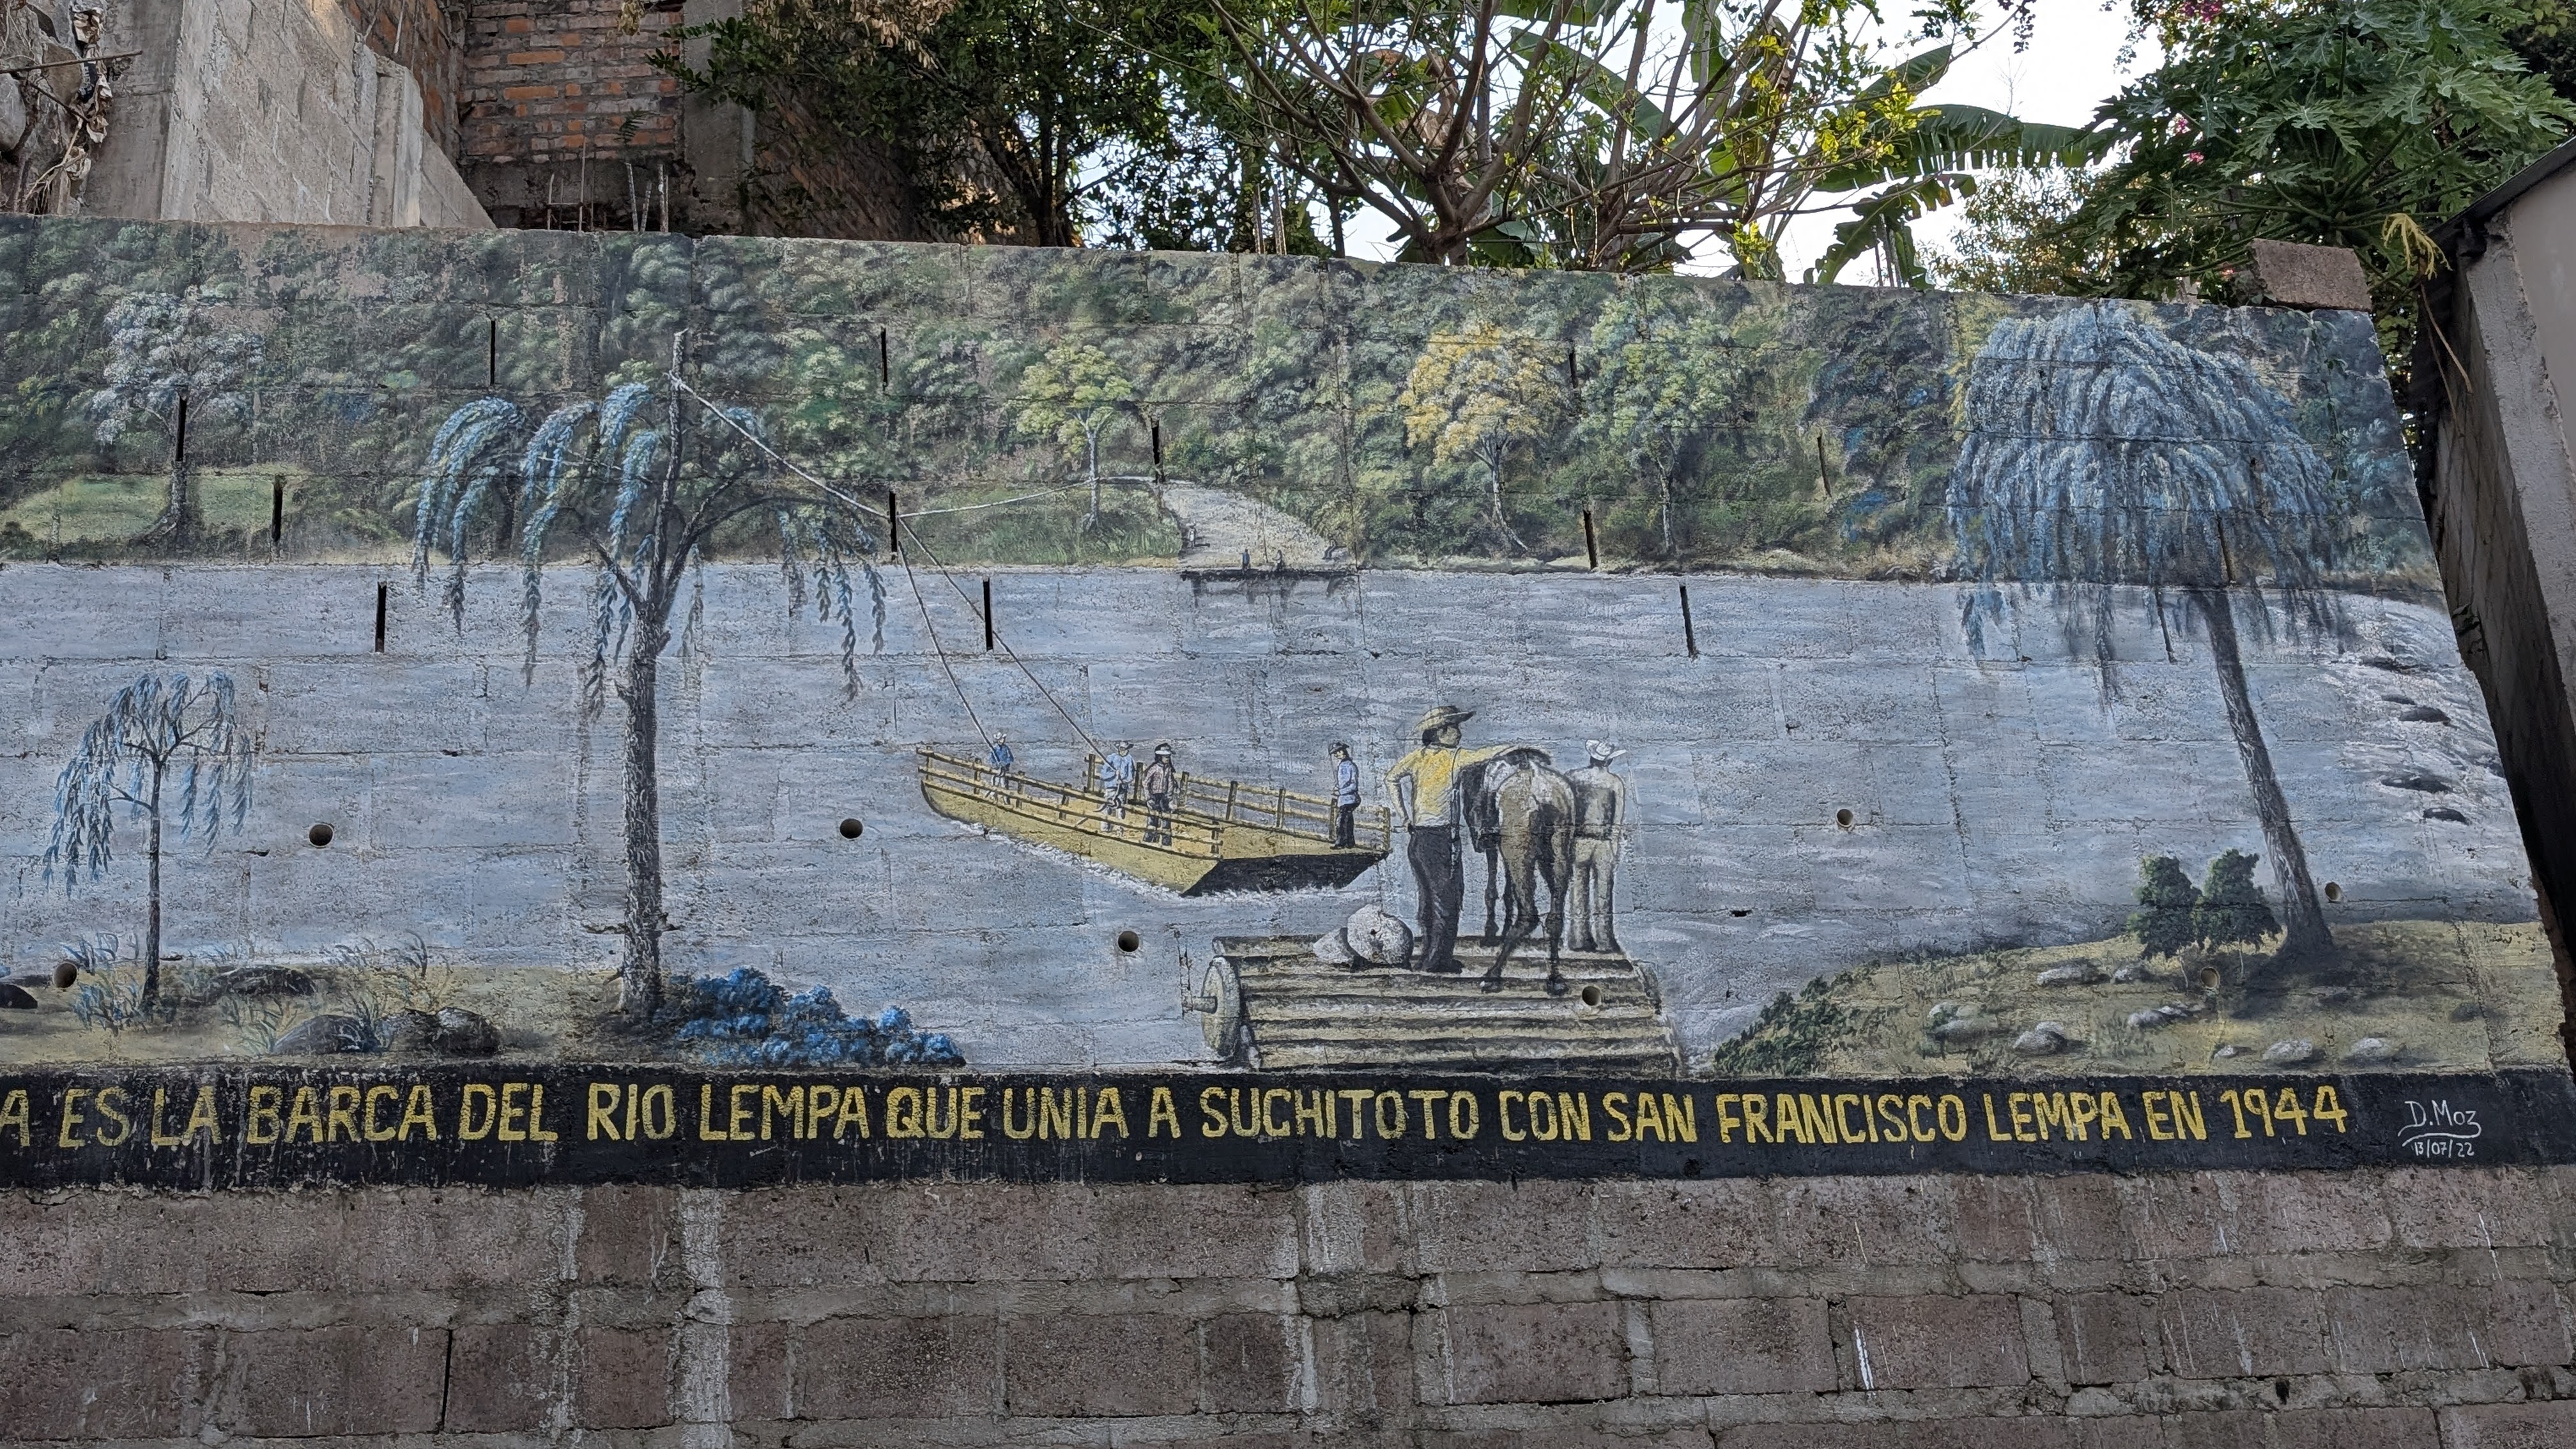 A ES LA BARCA DEL RIO LEMPA QUE UNIA A SUCHITOTO CON SAN FRANCISCO LEMPA EN 1944
D. Moz
13/07/22